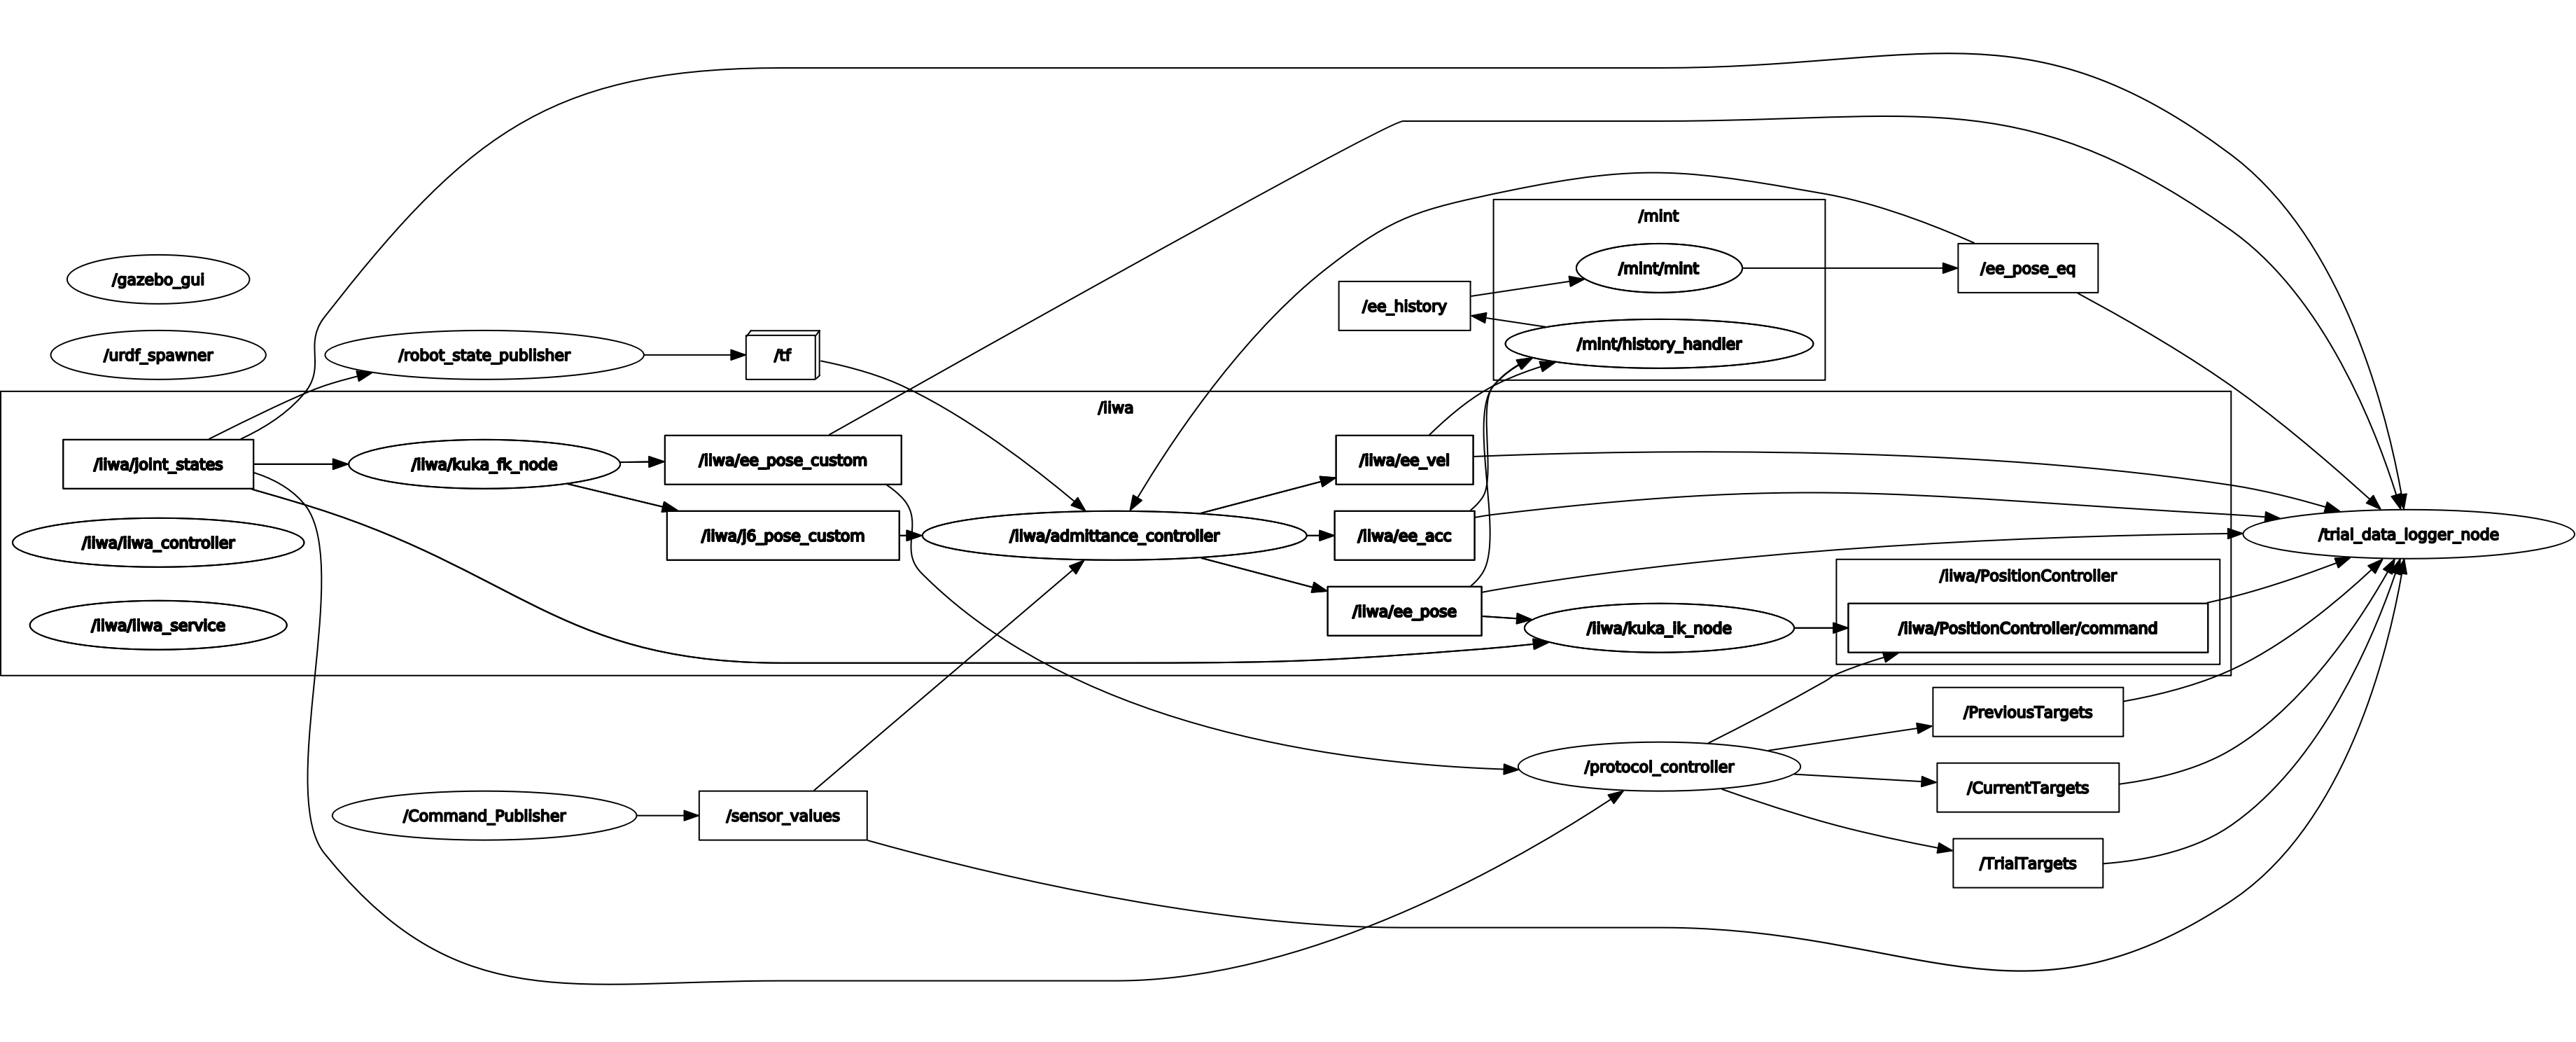 /mint
/mint/mint
/ee_pose_eq
/gazebo_gui
/ee_history
/urdf_spawner
/robot_state_publisher
/tf
/mint/history_handler
/iiwa
/iiwa/joint_states
/iiwa/kuka_fk_node
/iiwa/ee_pose_custom
/iiwa/ee_vel
/iiwa/iiwa_controller
/iiwa/j6_pose_custom
/iiwa/admittance_controller
/iiwa/ee_acc
/trial_data_logger_node
/iiwa/PositionController
/iiwa/iiwa_service
/iiwa/ee_pose
/iiwa/kuka_ik_node
/iiwa/PositionController/command
/PreviousTargets
/protocol_controller
/CurrentTargets
/Command_Publisher
/sensor_values
/TrialTargets